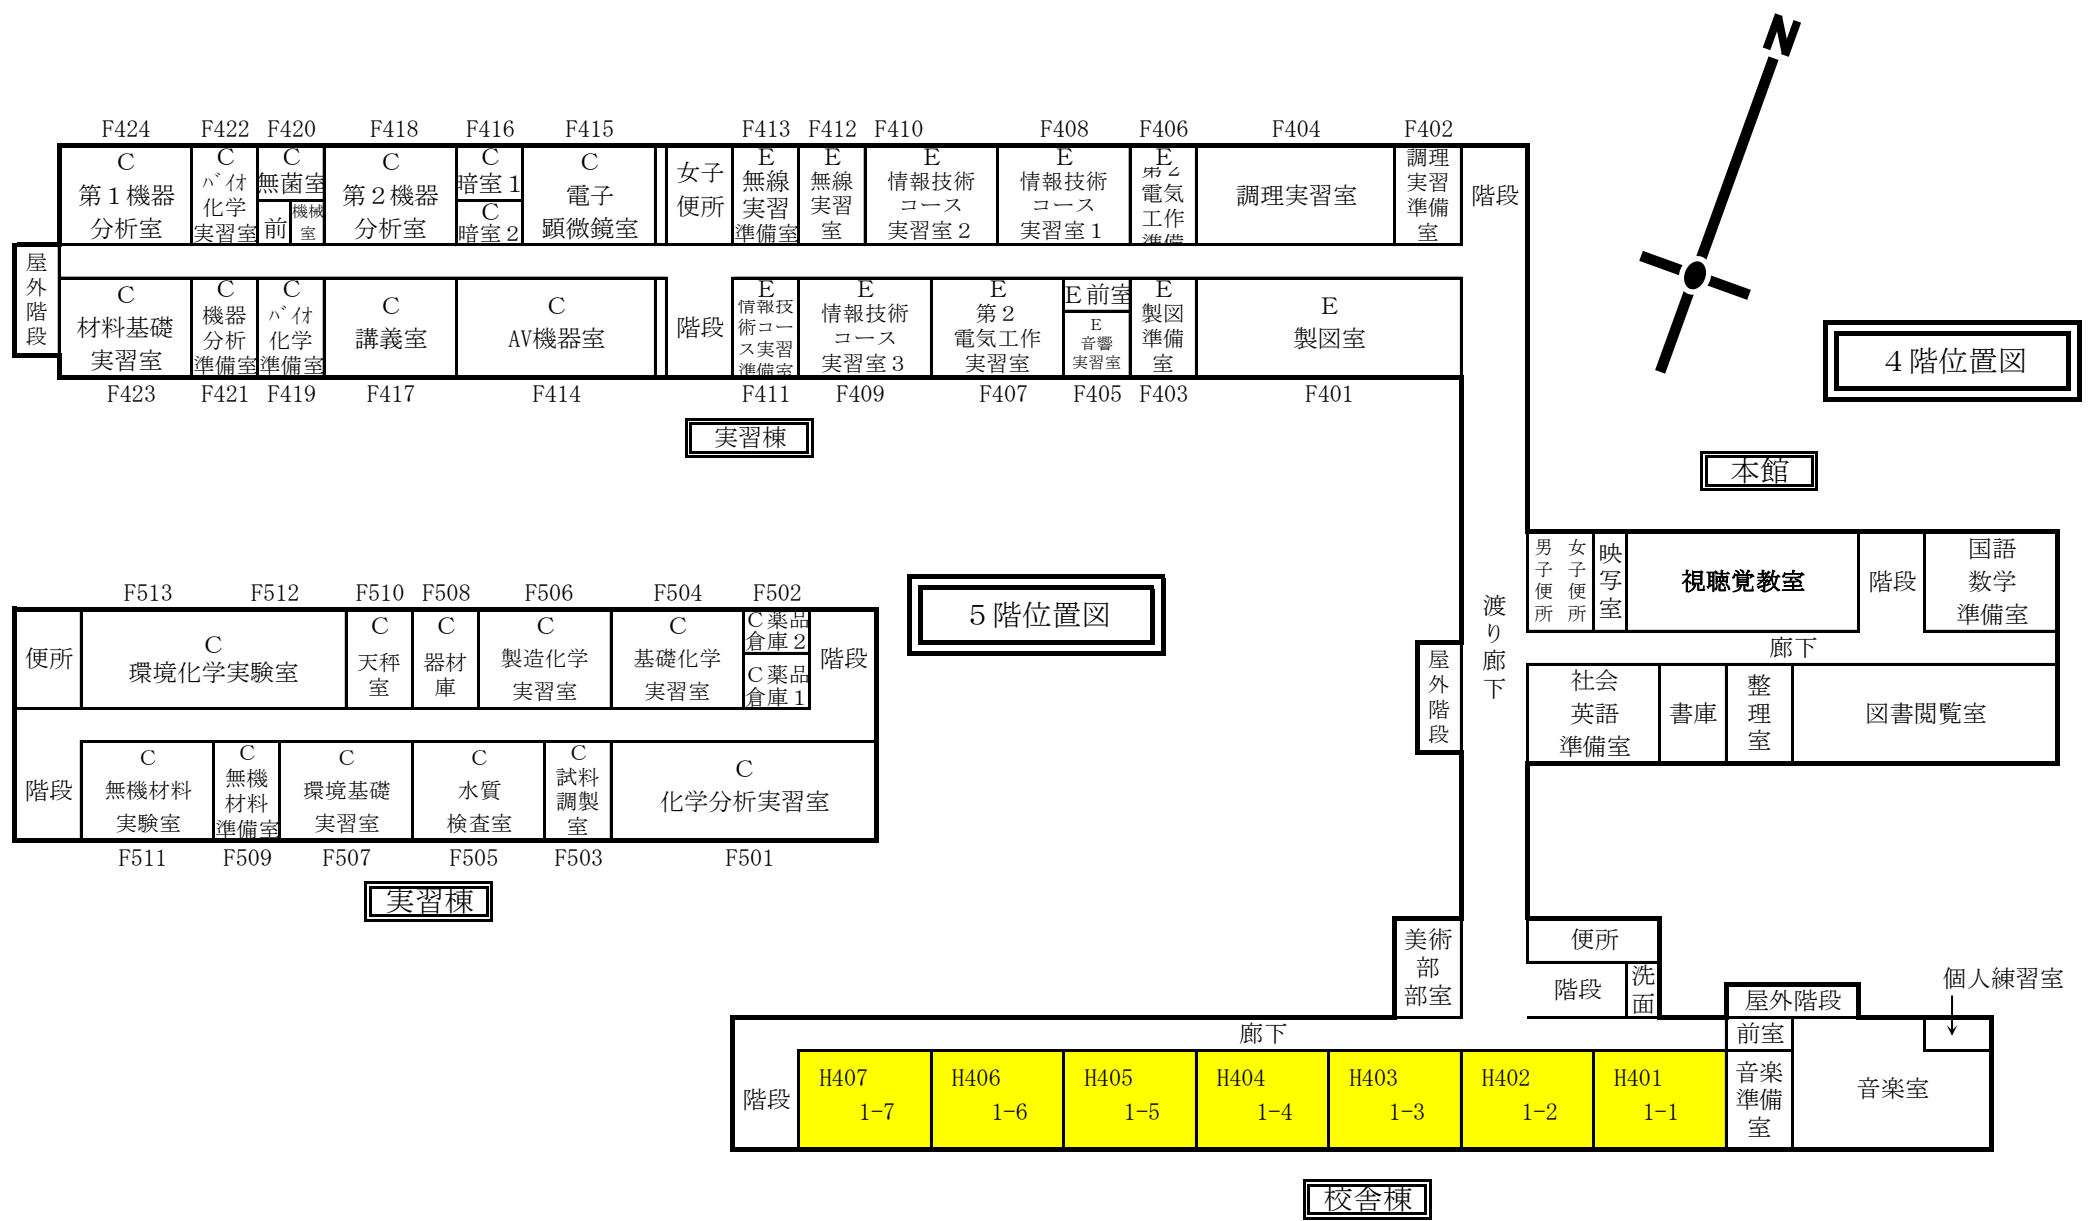 N
4階位置図
F424
F422
F420
F418
F416
F415
F413
F412
F410
F408
F406
F404
F402
C
第1機器
分析室
C
バイオ
化学
実習室
C
無菌室
前
機械
室
C
第2機器
分析室
C
暗室1
C
暗室2
C
電子
顕微鏡室
女子
便所
E
無線
実習
準備室
E
無線
実習
室
E
情報技術
コース
実習室2
E
情報技術
コース
実習室1
E
第2
電気
工作
準備
調理実習室
調理
実習
準備
室
階段
屋
外
階
段
C
材料基礎
実習室
C
機器
分析
準備室
C
バイオ
化学
準備室
C
講義室
C
AV機器室
階段
E
情報技
術コー
ス実習
準備室
E
情報技術
コース
実習室3
E
第2
電気工作
実習室
E前室
E
音響
実習室
E
製図
準備
室
E
製図室
F423
F421
F419
F417
F414
F411
F409
F407
F405
F403
F401
実習棟
本館
男
子
便
所
女
子
便
所
映
写
室
視聴覚教室
階段
国語
数学
準備室
廊下
社会
英語
準備室
書庫
整
理
室
図書閲覧室
渡
り
廊
下
屋
外
階
段
5階位置図
F513
F512
F510
F508
F506
F504
F502
便所
C
環境化学実験室
C
天秤
室
C
器材
庫
C
製造化学
実習室
C
基礎化学
実習室
C薬品
倉庫2
C薬品
倉庫1
階段
階段
C
無機材料
実験室
C
無機
材料
準備室
C
環境基礎
実習室
C
水質
検査室
C
試料
調製
室
C
化学分析実習室
F511
F509
F507
F505
F503
F501
実習棟
美術
部
部室
便所
階段
洗
面
屋外階段
個人練習室
廊下
前室
階段
H407
1-7
H406
1-6
H405
1-5
H404
1-4
H403
1-3
H402
1-2
H401
1-1
音楽
準備
室
音楽室
校舎棟